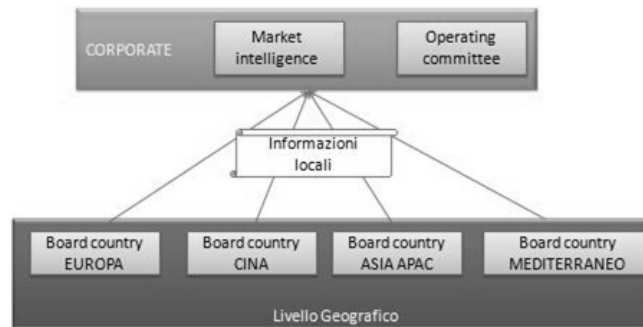 CORPORATE
Market
intelligence
Operating
committee
Informazioni
locali
Board country
EUROPA
Board country
CINA
Board country
ASIA APAC
Board country
MEDITERRANEO
Livello Geografico